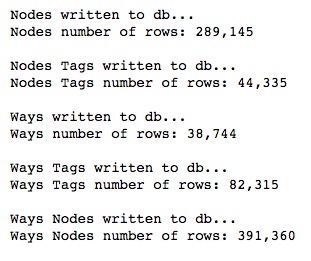 Nodes written to db...
Nodes number of rows: 289,145
Nodes Tags written to db...
Nodes Tags number of rows: 44,335
Ways written to db...
Ways number of rows: 38,744
Ways Tags written to db...
Ways Tags number of rows: 82,315
Ways Nodes written to db...
Ways Nodes number of rows: 391,360